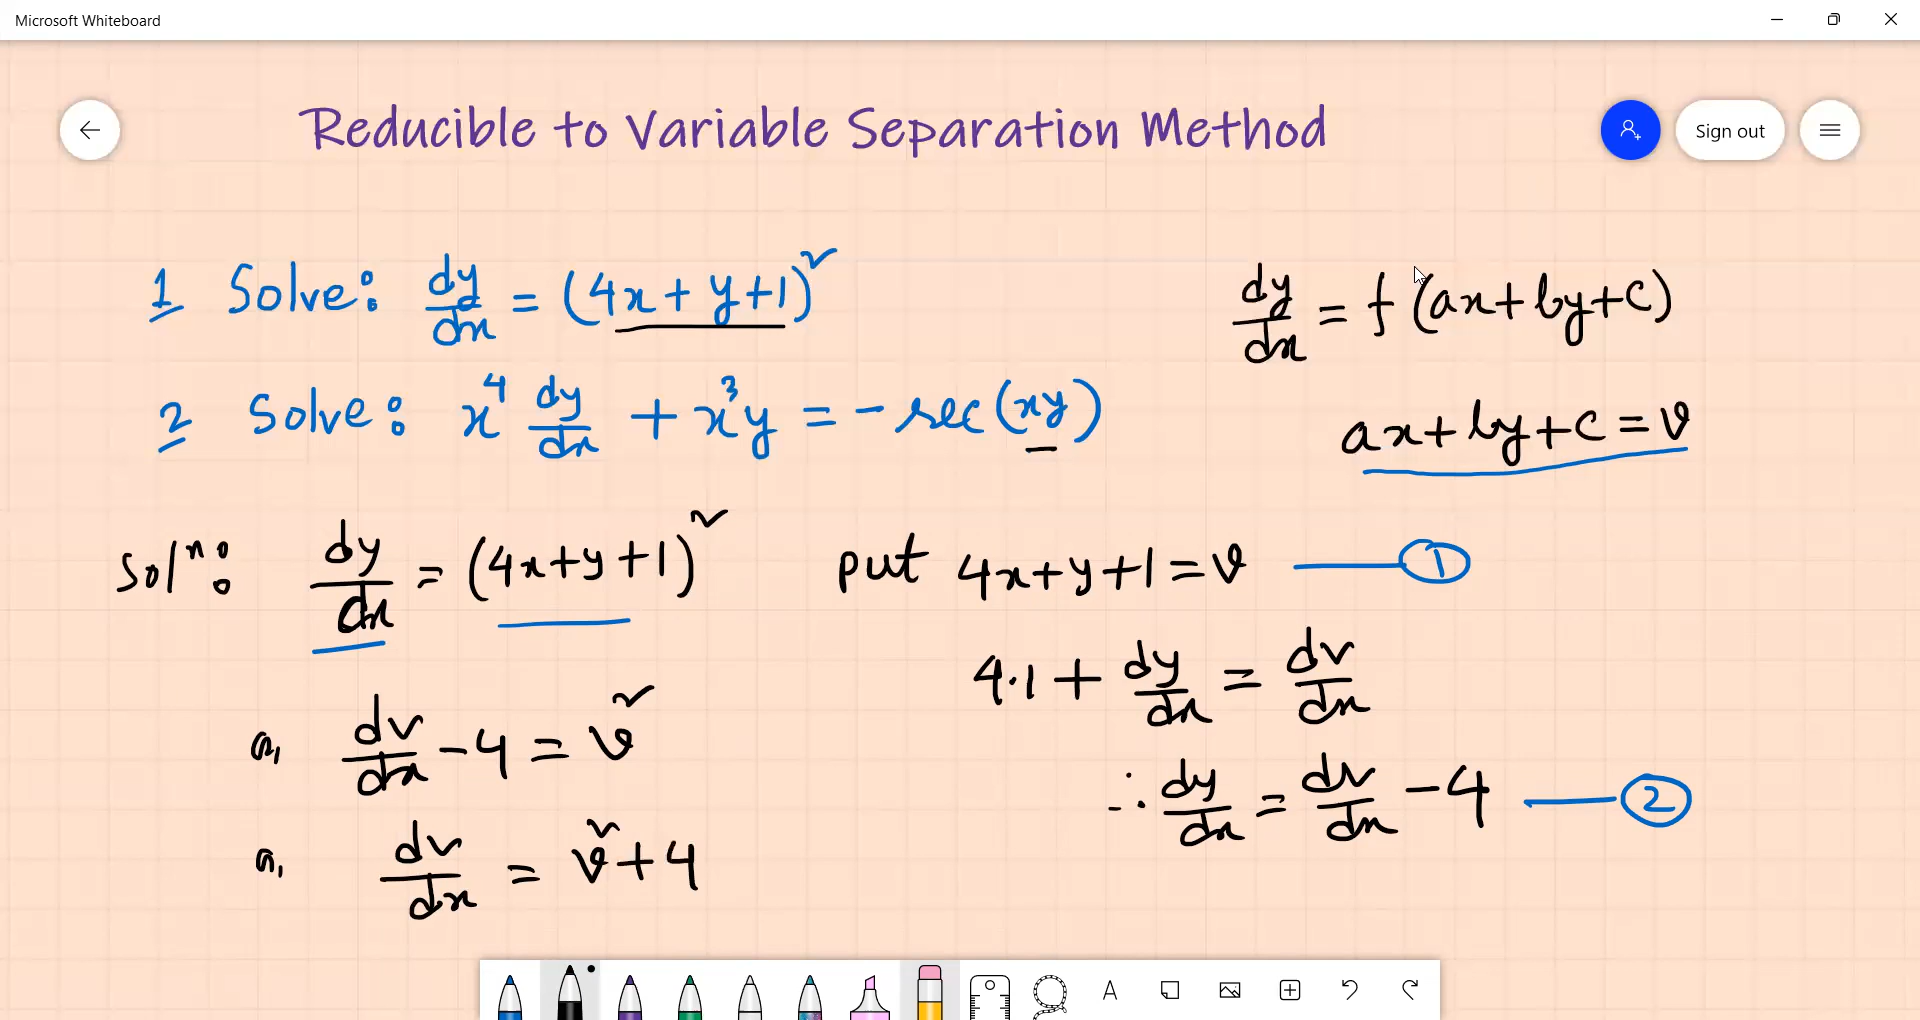 Microsoft Whiteboard
Reducible to Variable Separation Method
Sign out
1 Solve: dy/dx = (4x + y + 1)²
dy/dx = f (ax + by + c)
2 Solve: x⁴ dy/dx + x³y = - sec(xy)
ax + by + c = v
Solⁿ: dy/dx = (4x + y + 1)²
put 4x + y + 1 = v —— ①
4·1 + dy/dx = dv/dx
dv/dx - 4 = v²
∴ dy/dx = dv/dx - 4 —— ②
dv/dx = v² + 4
A